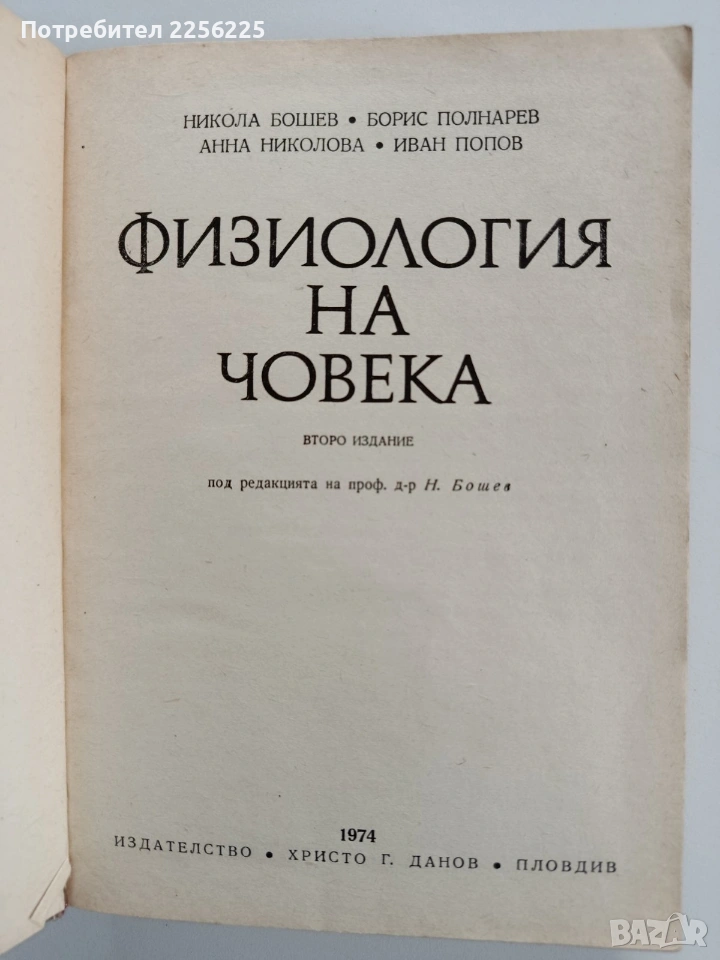 Потребител 2256225
НИКОЛА БОШЕВ • БОРИС ПОЛНАРЕВ
АННА НИКОЛОВА • ИВАН ПОПОВ
ФИЗИОЛОГИЯ
НА
ЧОВЕКА
ВТОРО ИЗДАНИЕ
под редакцията на проф. д-р Н. Бошев
1974
ИЗДАТЕЛСТВО • ХРИСТО Г. ДАНОВ • ПЛОВДИВ
BAZAR